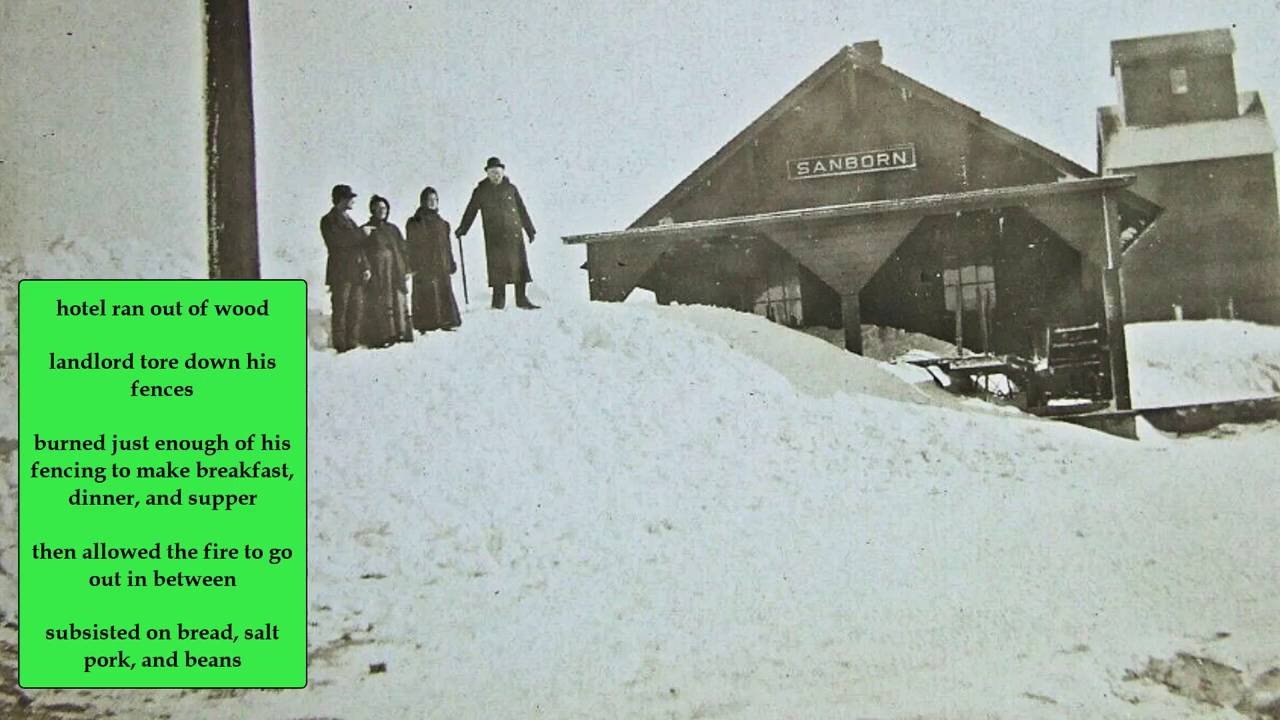 SANBORN
hotel ran out of wood
landlord tore down his
fences
burned just enough of his
fencing to make breakfast,
dinner, and supper
then allowed the fire to go
out in between
subsisted on bread, salt
pork, and beans